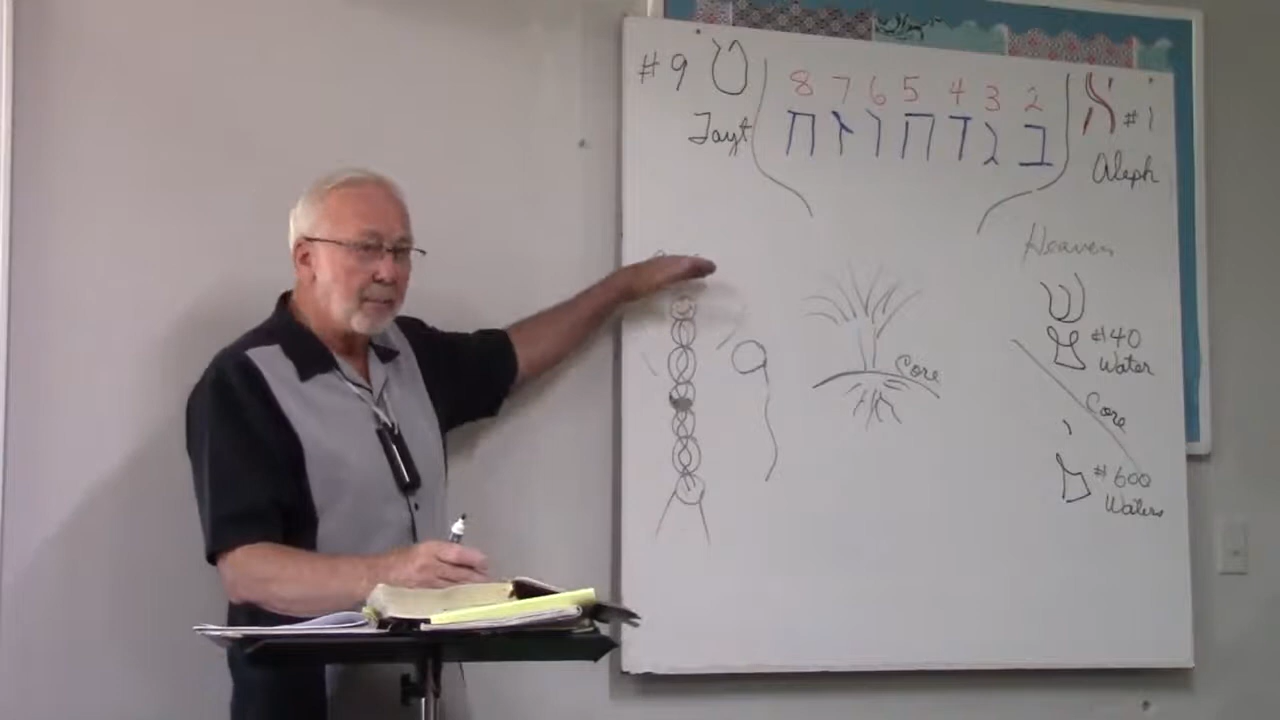 #9 ט
Tayt
8 7 6 5 4 3 2
ח ז ו ה ד ג ב
א #1
Aleph
Core
Heaven
ש
מ #40
Water
Core
י
ם #600
Waters